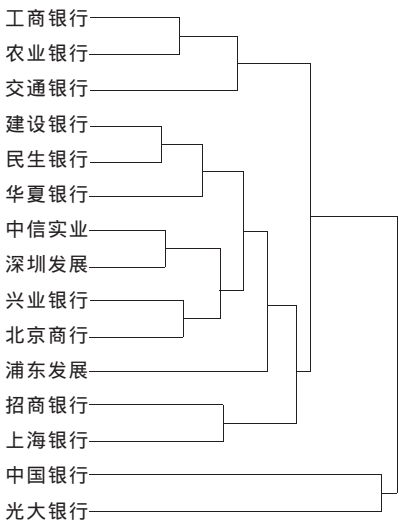 工商银行
农业银行
交通银行
建设银行
民生银行
华夏银行
中信实业
深圳发展
兴业银行
北京商行
浦东发展
招商银行
上海银行
中国银行
光大银行